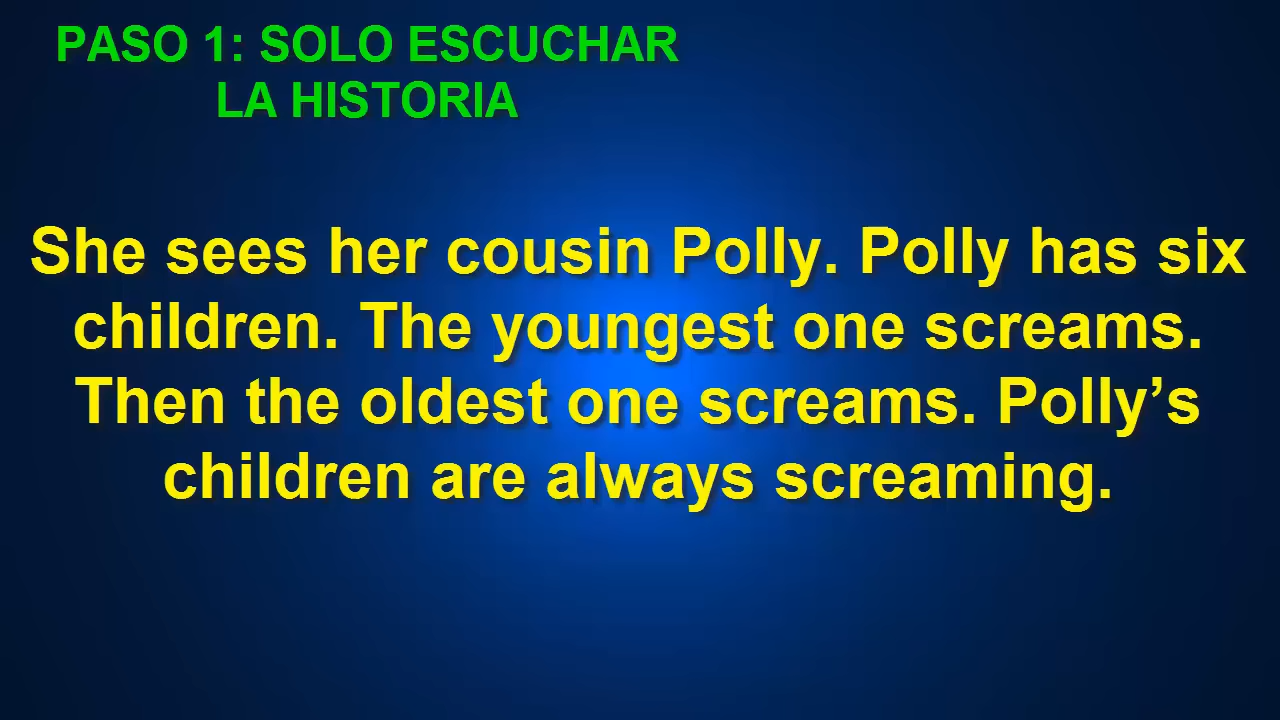 PASO 1: SOLO ESCUCHAR
LA HISTORIA
She sees her cousin Polly. Polly has six
children. The youngest one screams.
Then the oldest one screams. Polly’s
children are always screaming.